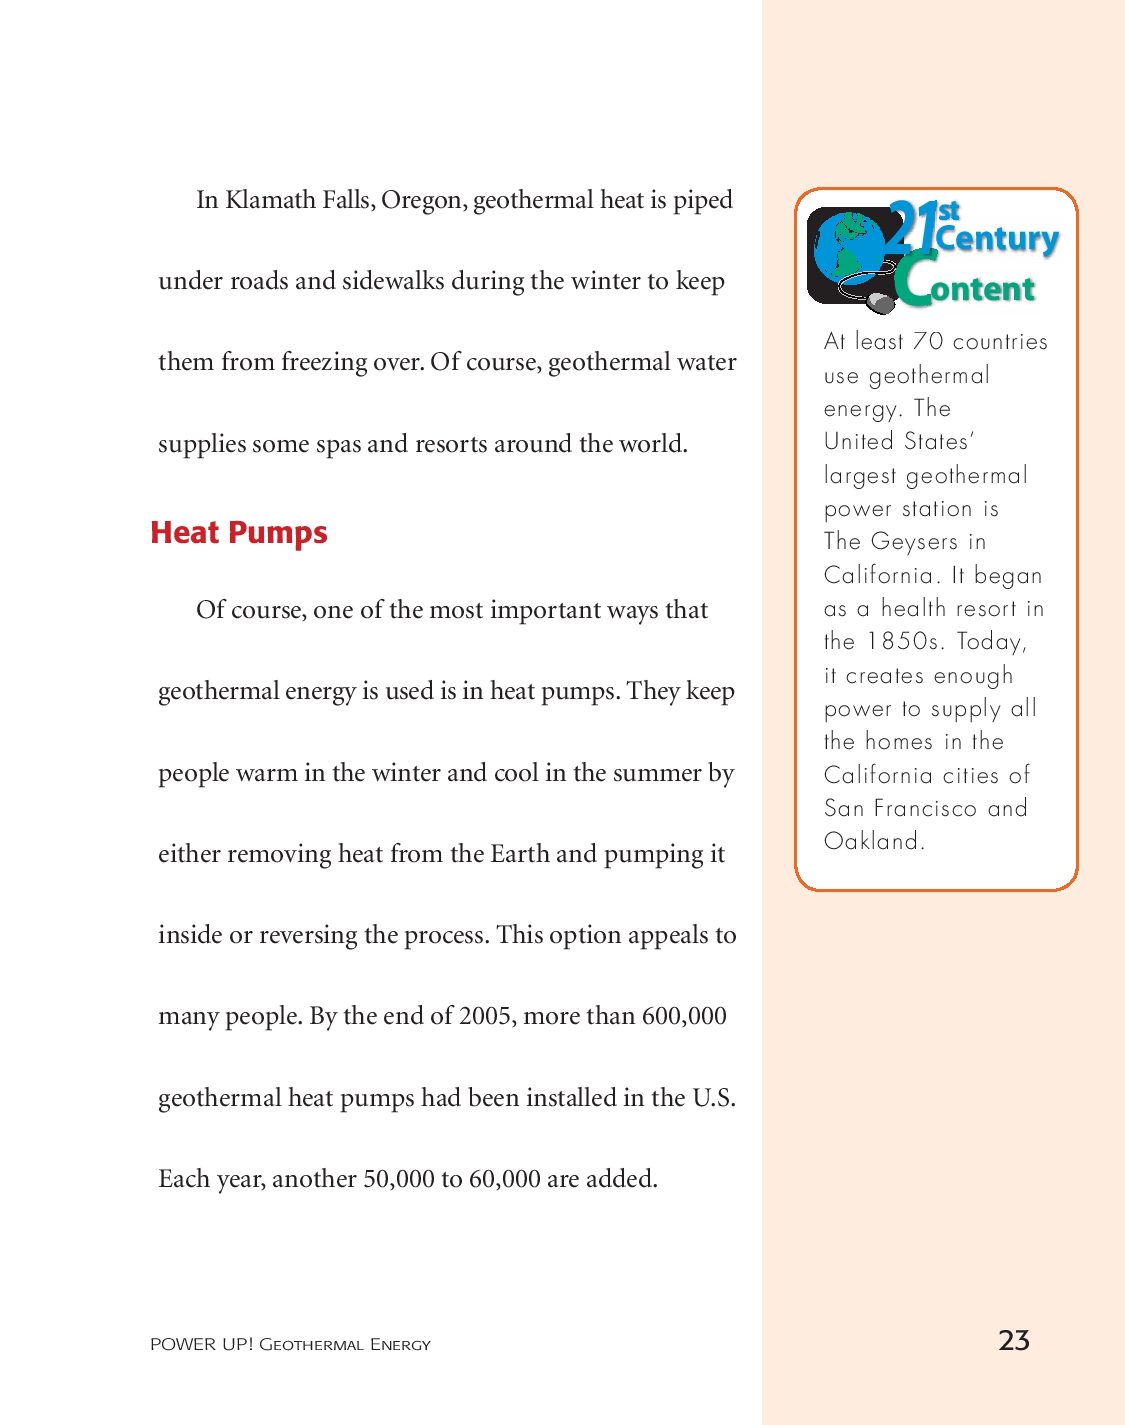 In Klamath Falls, Oregon, geothermal heat is piped
under roads and sidewalks during the winter to keep
them from freezing over. Of course, geothermal water
supplies some spas and resorts around the world.
Heat Pumps
Of course, one of the most important ways that
geothermal energy is used is in heat pumps. They keep
people warm in the winter and cool in the summer by
either removing heat from the Earth and pumping it
inside or reversing the process. This option appeals to
many people. By the end of 2005, more than 600,000
geothermal heat pumps had been installed in the U.S.
Each year, another 50,000 to 60,000 are added.
21st
Century
Content
At least 70 countries
use geothermal
energy. The
United States’
largest geothermal
power station is
The Geysers in
California. It began
as a health resort in
the 1850s. Today,
it creates enough
power to supply all
the homes in the
California cities of
San Francisco and
Oakland.
POWER UP! Geothermal Energy
23